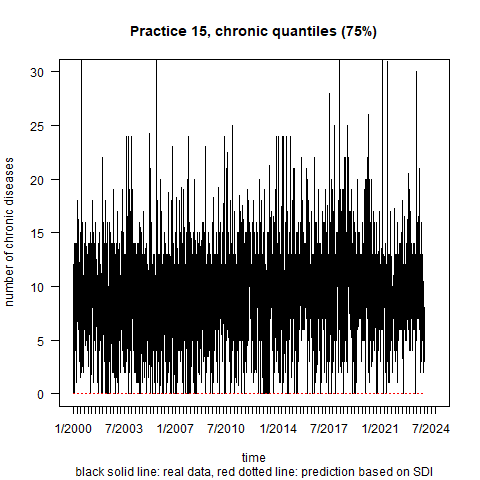 Practice 15, chronic quantiles (75%)
number of chronic diseases
30
25
20
15
10
5
0
1/2000 7/2003 1/2007 7/2010 1/2014 7/2017 1/2021 7/2024
time
black solid line: real data, red dotted line: prediction based on SDI